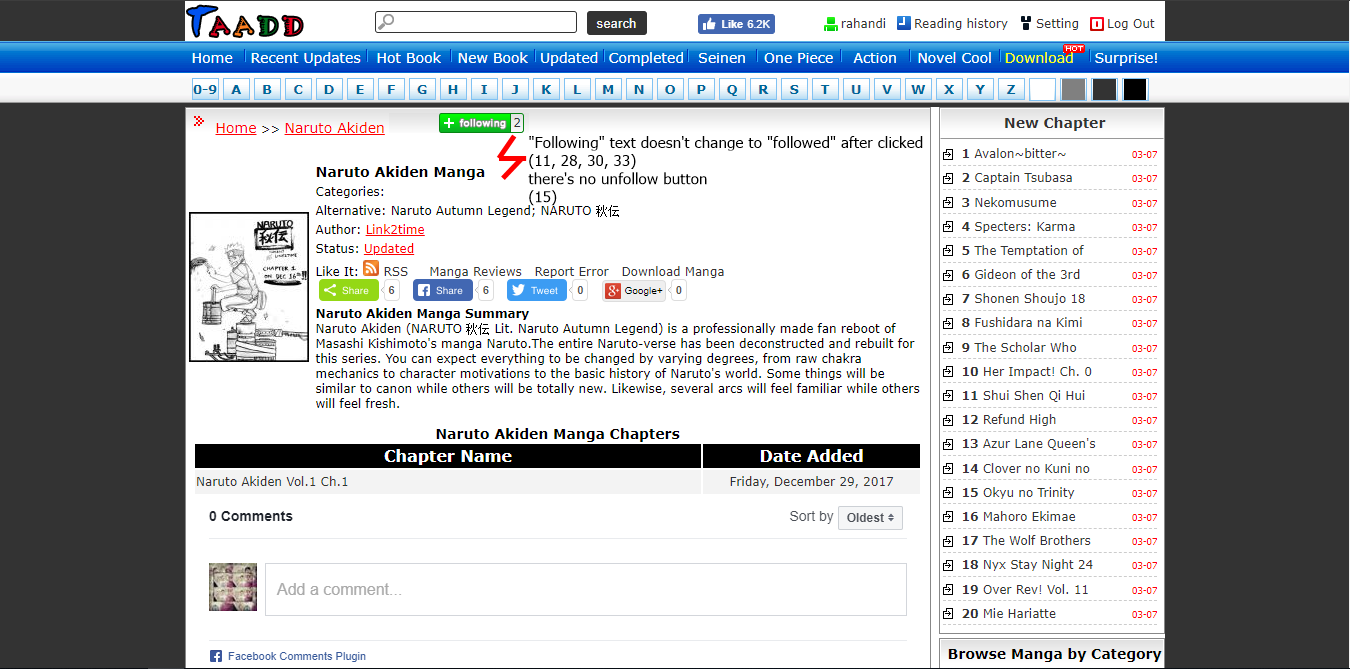 TAADD
search
Like 6.2K
rahandi Reading history Setting Log Out
Home Recent Updates Hot Book New Book Updated Completed Seinen One Piece Action Novel Cool Download HOT Surprise!
0-9 A B C D E F G H I J K L M N O P Q R S T U V W X Y Z
Home >> Naruto Akiden
+ following 2
"Following" text doesn't change to "followed" after clicked
(11, 28, 30, 33)
there's no unfollow button
(15)
Naruto Akiden Manga
Categories:
Alternative: Naruto Autumn Legend; NARUTO 秋伝
Author: Link2time
Status: Updated
NARUTO
秋伝
LINK2TIME
CHAPTER 1
ON DEC 16th!!
Like It: RSS Manga Reviews Report Error Download Manga
Share 6 Share 6 Tweet 0 Google+ 0
Naruto Akiden Manga Summary
Naruto Akiden (NARUTO 秋伝 Lit. Naruto Autumn Legend) is a professionally made fan reboot of
Masashi Kishimoto's manga Naruto.The entire Naruto-verse has been deconstructed and rebuilt for
this series. You can expect everything to be changed by varying degrees, from raw chakra
mechanics to character motivations to the basic history of Naruto's world. Some things will be
similar to canon while others will be totally new. Likewise, several arcs will feel familiar while others
will feel fresh.
Naruto Akiden Manga Chapters
Chapter Name Date Added
Naruto Akiden Vol.1 Ch.1 Friday, December 29, 2017
0 Comments Sort by Oldest
Add a comment...
Facebook Comments Plugin
New Chapter
1 Avalon~bitter~ 03-07
2 Captain Tsubasa 03-07
3 Nekomusume 03-07
4 Specters: Karma 03-07
5 The Temptation of 03-07
6 Gideon of the 3rd 03-07
7 Shonen Shoujo 18 03-07
8 Fushidara na Kimi 03-07
9 The Scholar Who 03-07
10 Her Impact! Ch. 0 03-07
11 Shui Shen Qi Hui 03-07
12 Refund High 03-07
13 Azur Lane Queen's 03-07
14 Clover no Kuni no 03-07
15 Okyu no Trinity 03-07
16 Mahoro Ekimae 03-07
17 The Wolf Brothers 03-07
18 Nyx Stay Night 24 03-07
19 Over Rev! Vol. 11 03-07
20 Mie Hariatte 03-07
Browse Manga by Category